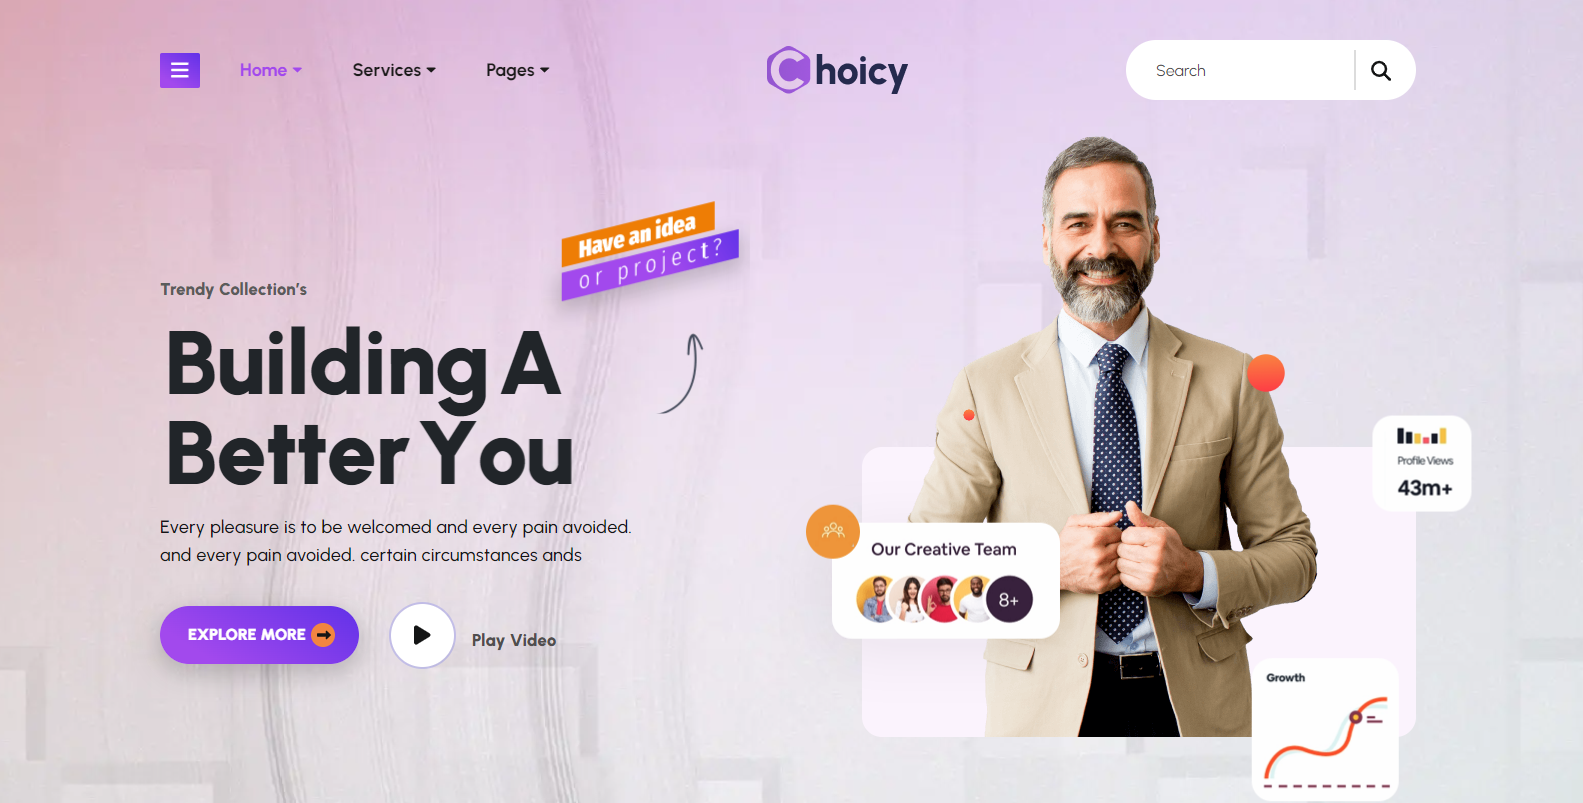 Home
Services
Pages
Choicy
Search
Have an idea
or project?
Trendy Collection's
Building A
Better You
Every pleasure is to be welcomed and every pain avoided.
and every pain avoided. certain circumstances ands
EXPLORE MORE
Play Video
Profile Views
43m+
Our Creative Team
8+
Growth